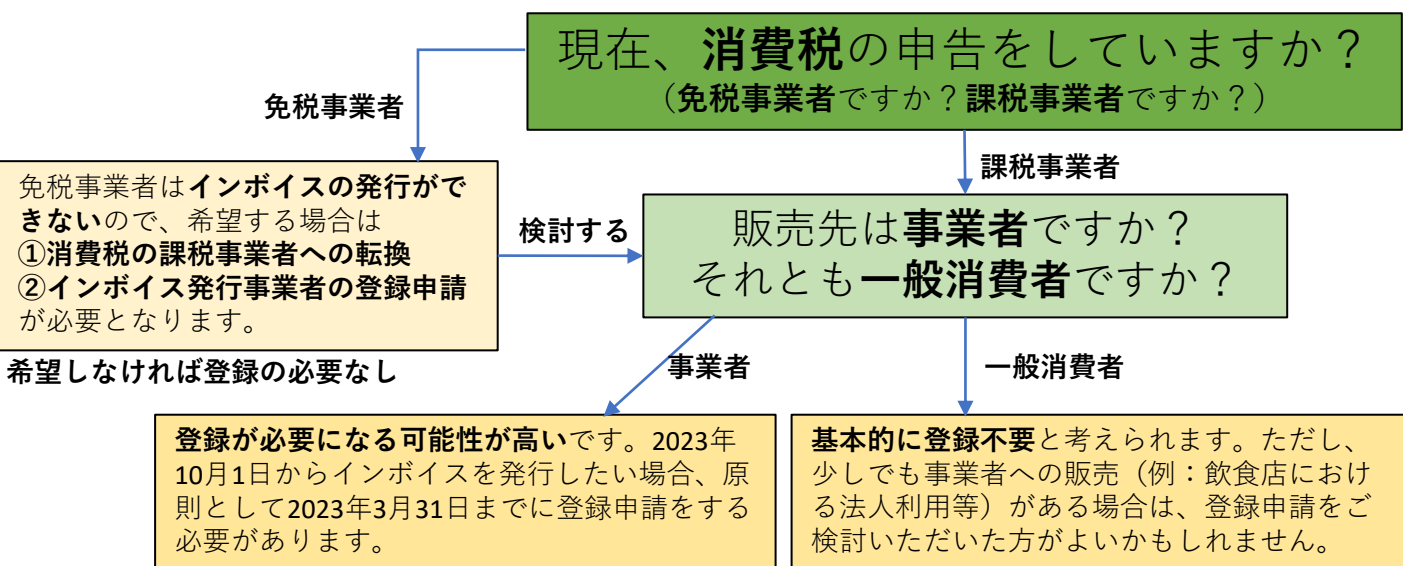 現在、消費税の申告をしていますか？
（免税事業者ですか？課税事業者ですか？）
免税事業者
課税事業者
免税事業者はインボイスの発行がで
きないので、希望する場合は
①消費税の課税事業者への転換
②インボイス発行事業者の登録申請
が必要となります。
希望しなければ登録の必要なし
検討する
販売先は事業者ですか？
それとも一般消費者ですか？
事業者
一般消費者
登録が必要になる可能性が高いです。2023年
10月1日からインボイスを発行したい場合、原
則として2023年3月31日までに登録申請をする
必要があります。
基本的に登録不要と考えられます。ただし、
少しでも事業者への販売（例：飲食店におけ
る法人利用等）がある場合は、登録申請をご
検討いただいた方がよいかもしれません。